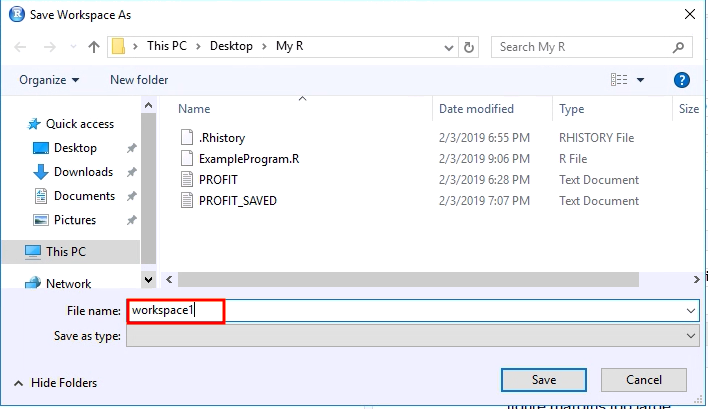 Save Workspace As
This PC > Desktop > My R
Search My R
Organize
New folder
Name Date modified Type Size
.Rhistory 2/3/2019 6:55 PM RHISTORY File
ExampleProgram.R 2/3/2019 9:06 PM R File
PROFIT 2/3/2019 6:28 PM Text Document
PROFIT_SAVED 2/3/2019 7:07 PM Text Document
Quick access
Desktop
Downloads
Documents
Pictures
This PC
Network
File name: workspace1
Save as type:
Hide Folders
Save
Cancel